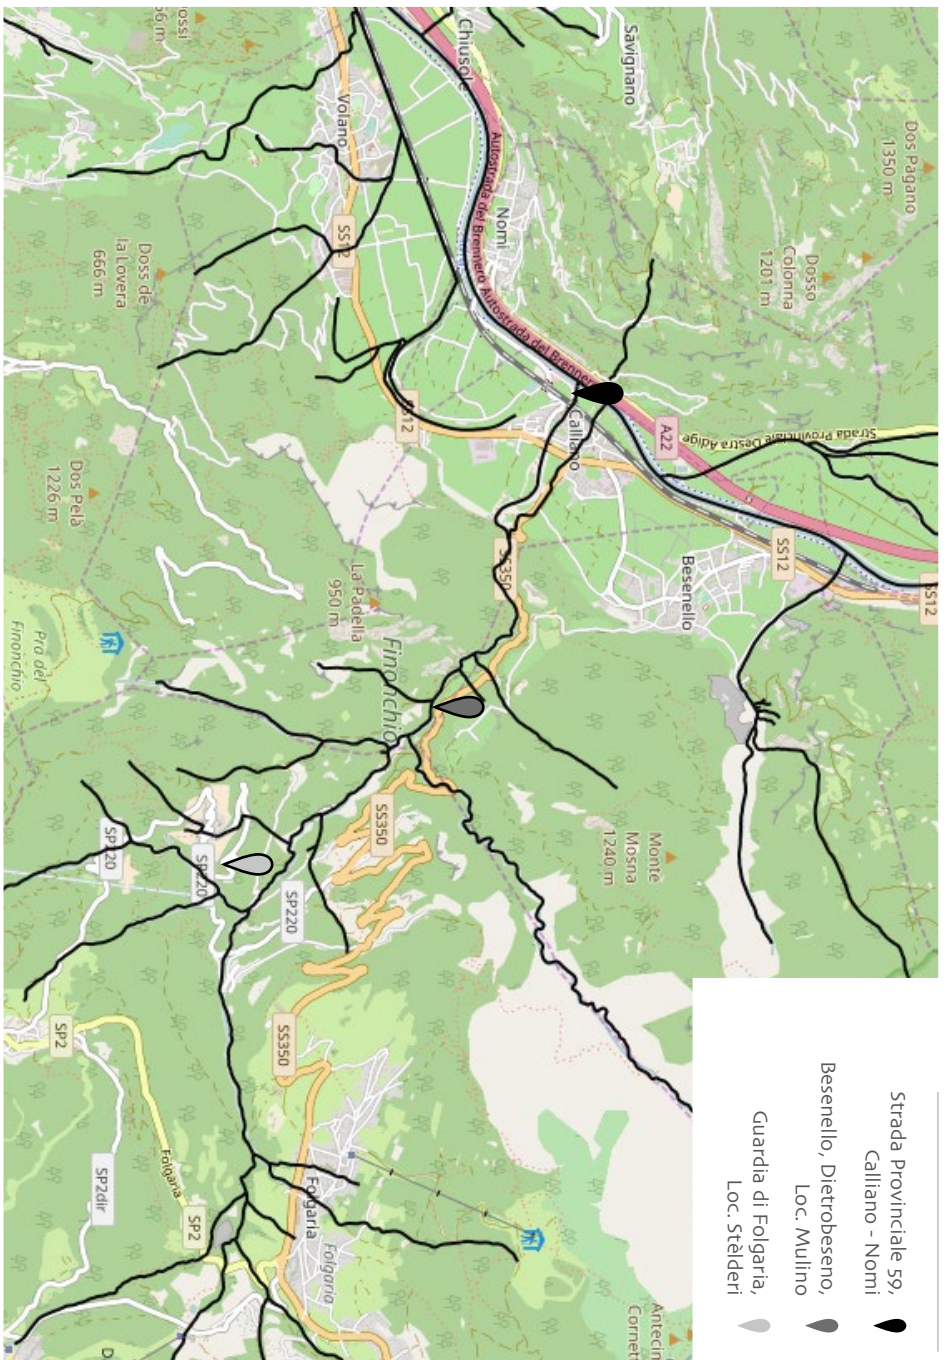 Strada Provinciale 59,
Calliano - Nomi
Besenello, Dietrobeseno,
Loc. Mulino
Guardia di Folgaria,
Loc. Stèlderi
Savignano
Chiusole
Dos Pagano
1350 m
Dosso
Colonna
1201 m
Nomi
Volano
Autostrada del Brennero
Autostrada del Brennero
SS12
Doss de
la Lovera
666 m
A22
Strada Provinciale Destra Adige
Calliano
SS12
SS12
SS12
Besenello
SS350
Dos Pelà
1226 m
La Padella
950 m
Finonchio
Pra del
Finonchio
Monte
Mosna
1240 m
SS350
SP220
SP220
SP220
SS350
SP2
SP2dir
Folgaria
SP2
Folgaria
Folgaria